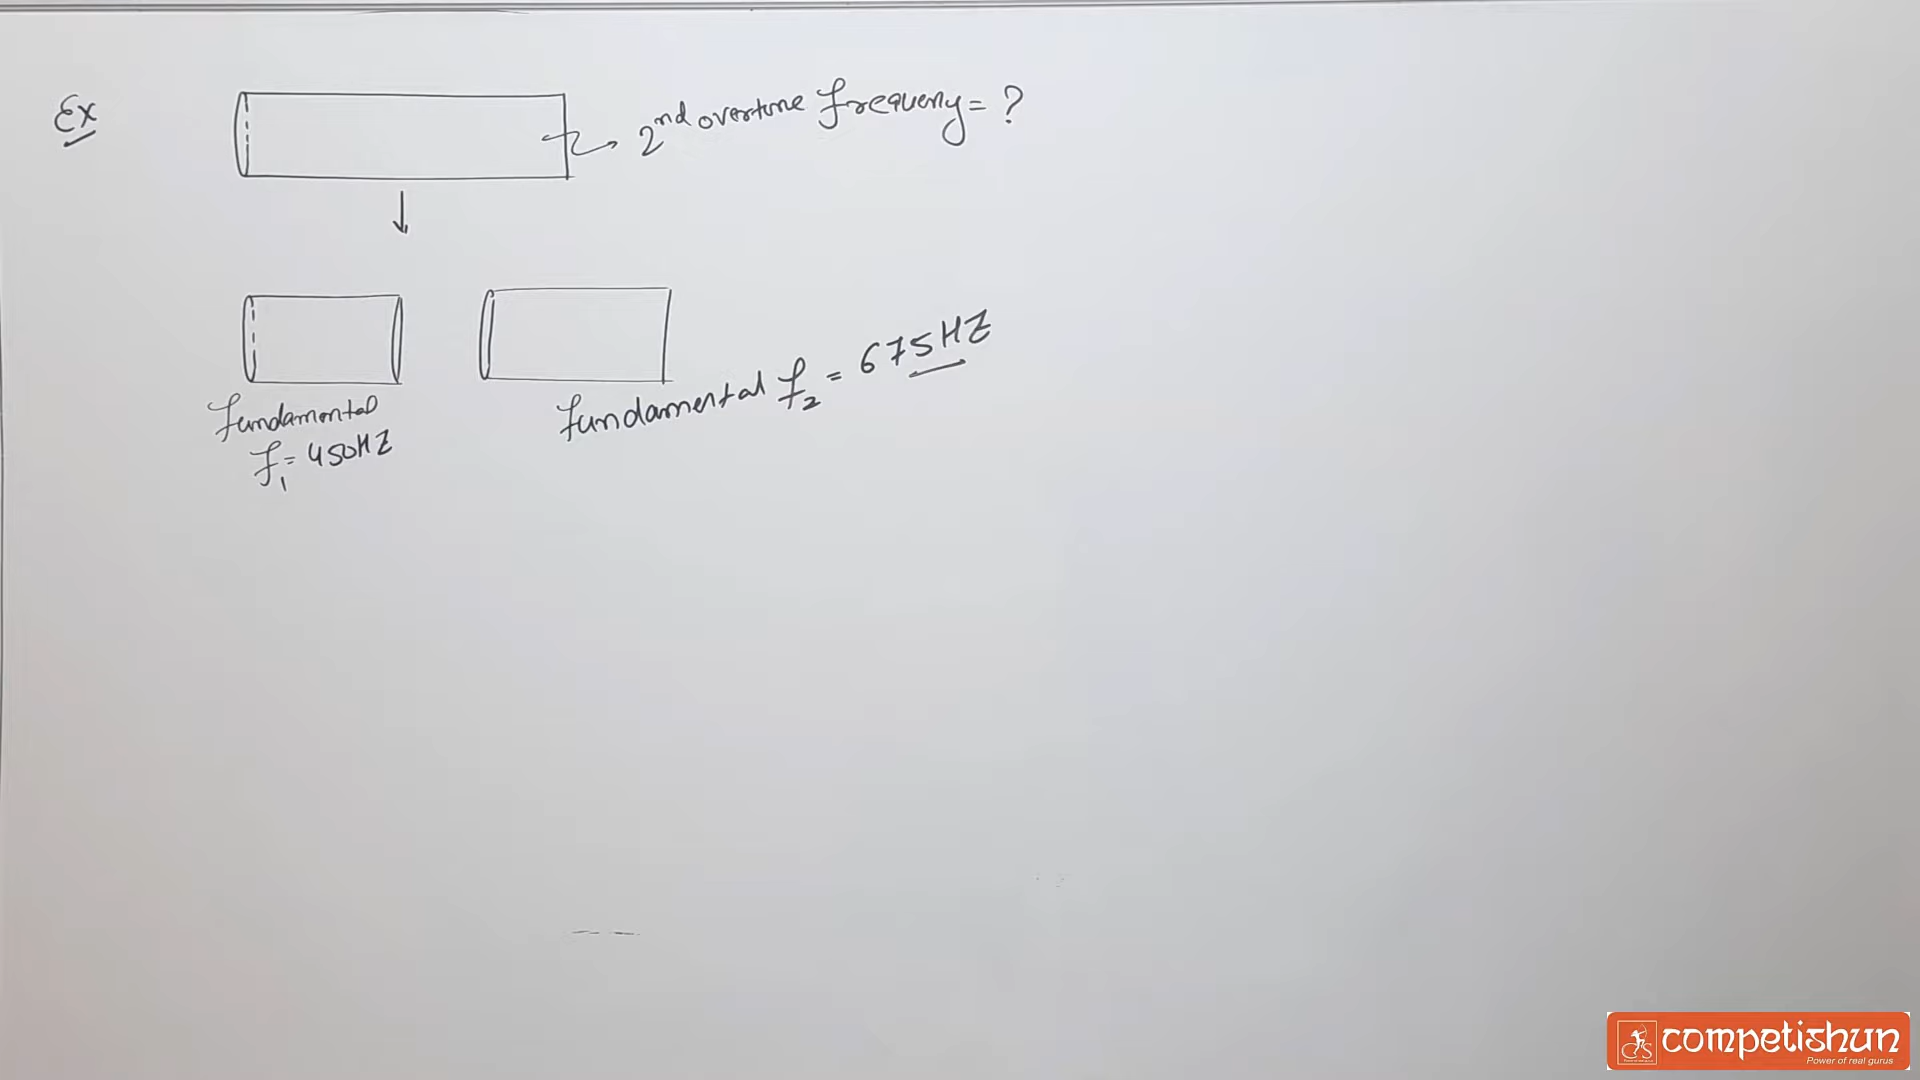 Ex
2nd overtone frequency = ?
fundamental
f1 = 450HZ
fundamental f2 = 675HZ
competishun
Power of real gurus